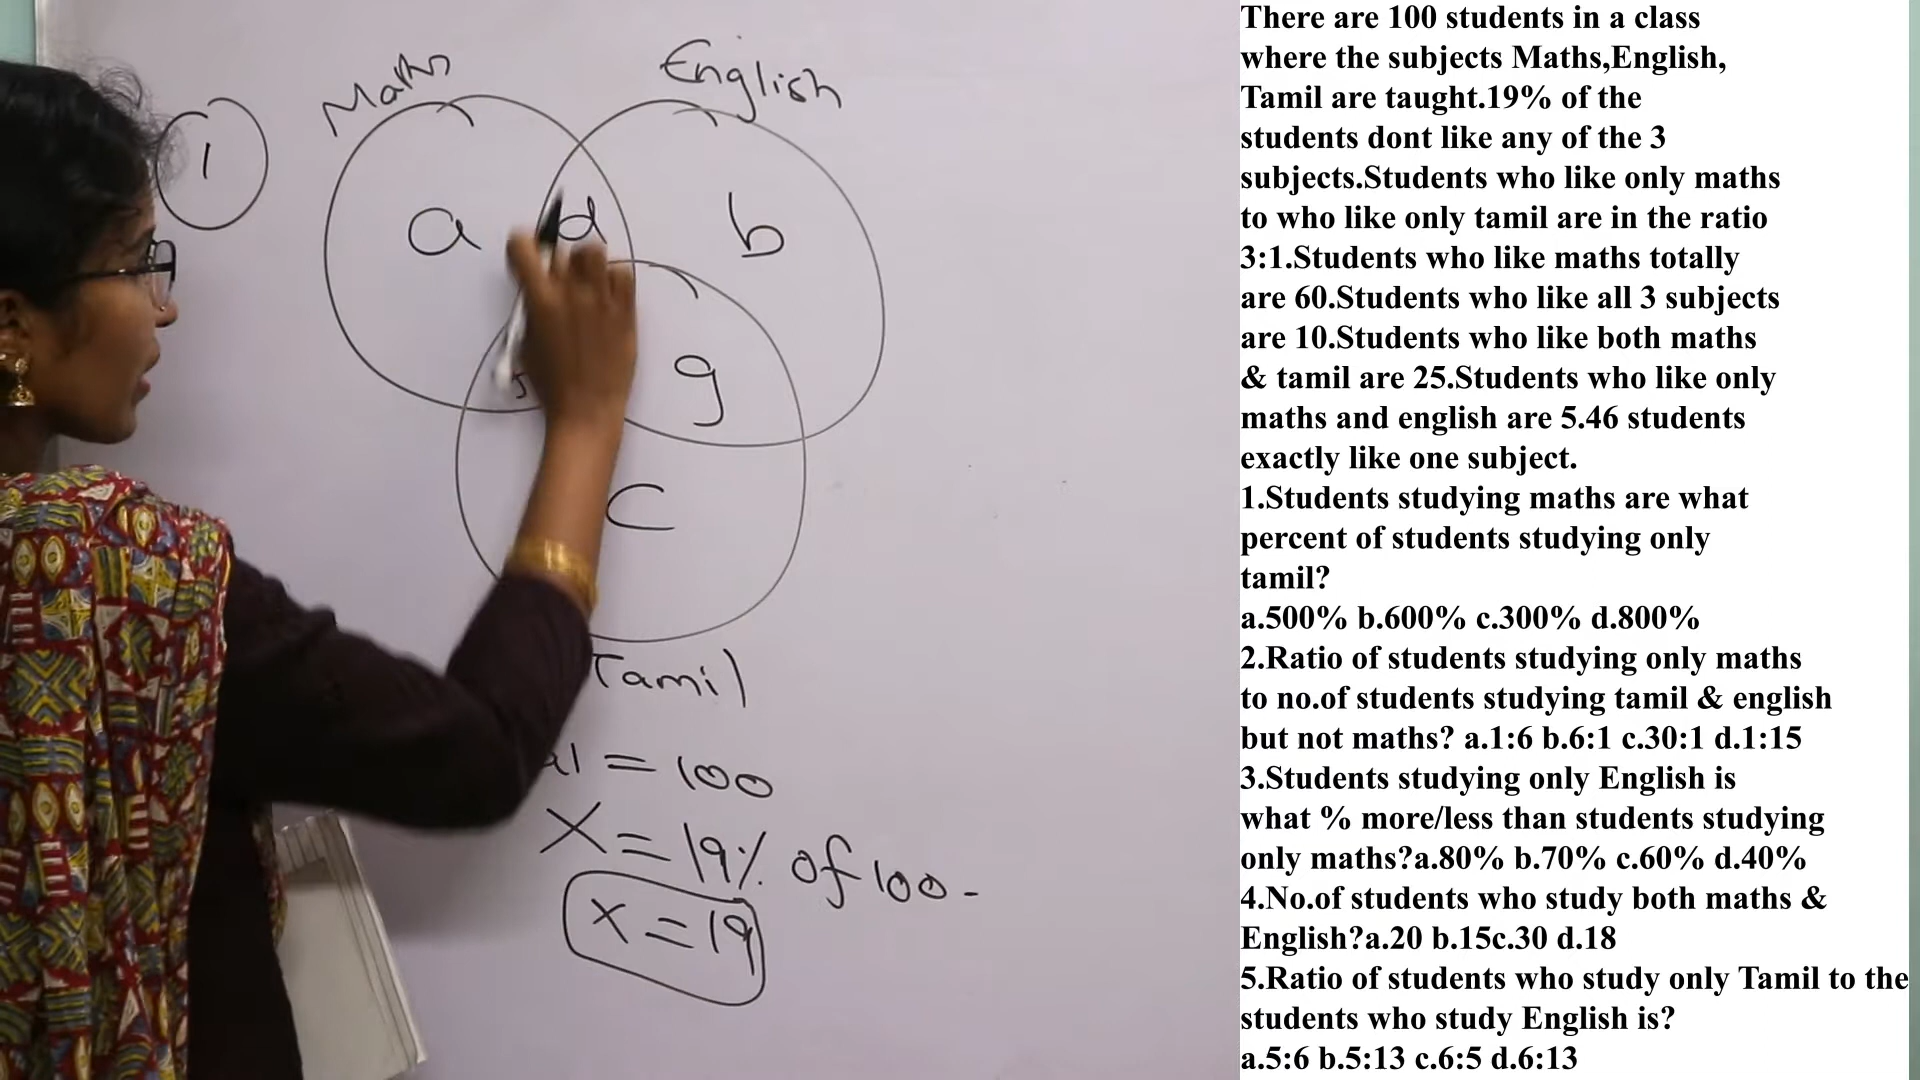 Maths
English
1
a
d
b
g
C
Tamil
al = 100
X = 19% of 100 -
x = 19
There are 100 students in a class
where the subjects Maths,English,
Tamil are taught.19% of the
students dont like any of the 3
subjects.Students who like only maths
to who like only tamil are in the ratio
3:1.Students who like maths totally
are 60.Students who like all 3 subjects
are 10.Students who like both maths
& tamil are 25.Students who like only
maths and english are 5.46 students
exactly like one subject.
1.Students studying maths are what
percent of students studying only
tamil?
a.500% b.600% c.300% d.800%
2.Ratio of students studying only maths
to no.of students studying tamil & english
but not maths? a.1:6 b.6:1 c.30:1 d.1:15
3.Students studying only English is
what % more/less than students studying
only maths?a.80% b.70% c.60% d.40%
4.No.of students who study both maths &
English?a.20 b.15c.30 d.18
5.Ratio of students who study only Tamil to the
students who study English is?
a.5:6 b.5:13 c.6:5 d.6:13